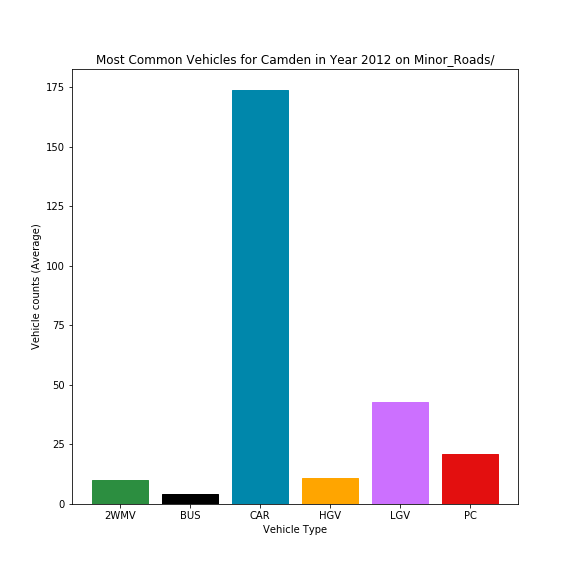 Most Common Vehicles for Camden in Year 2012 on Minor_Roads/
175
150
125
100
75
50
25
0
Vehicle counts (Average)
2WMV BUS CAR HGV LGV PC
Vehicle Type